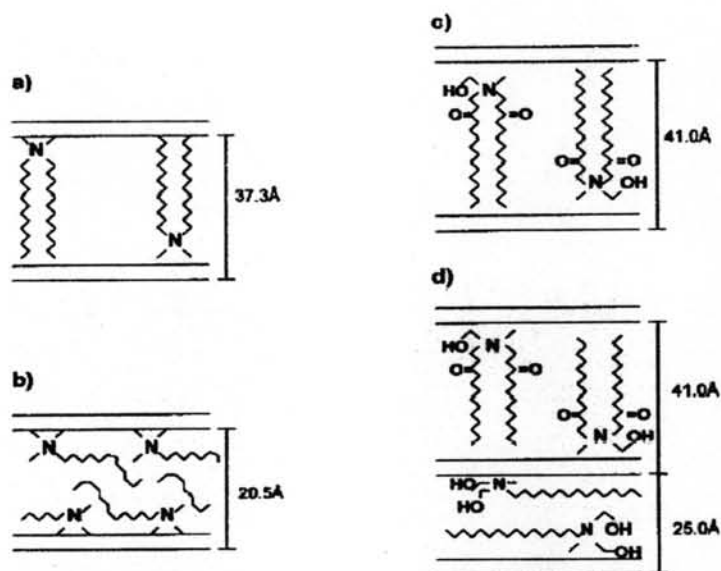 a)
N
37.3Å
N
b)
N N
20.5Å
N N
c)
HO N
O =O
41.0Å
O =O
N OH
d)
HO N
O =O
41.0Å
O =O
N OH
HO N
HO
25.0Å
N OH
OH